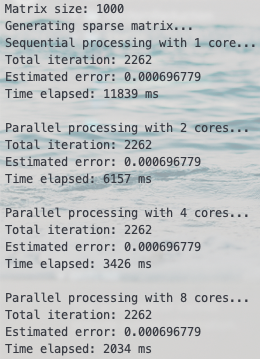 Matrix size: 1000
Generating sparse matrix...
Sequential processing with 1 core...
Total iteration: 2262
Estimated error: 0.000696779
Time elapsed: 11839 ms

Parallel processing with 2 cores...
Total iteration: 2262
Estimated error: 0.000696779
Time elapsed: 6157 ms

Parallel processing with 4 cores...
Total iteration: 2262
Estimated error: 0.000696779
Time elapsed: 3426 ms

Parallel processing with 8 cores...
Total iteration: 2262
Estimated error: 0.000696779
Time elapsed: 2034 ms